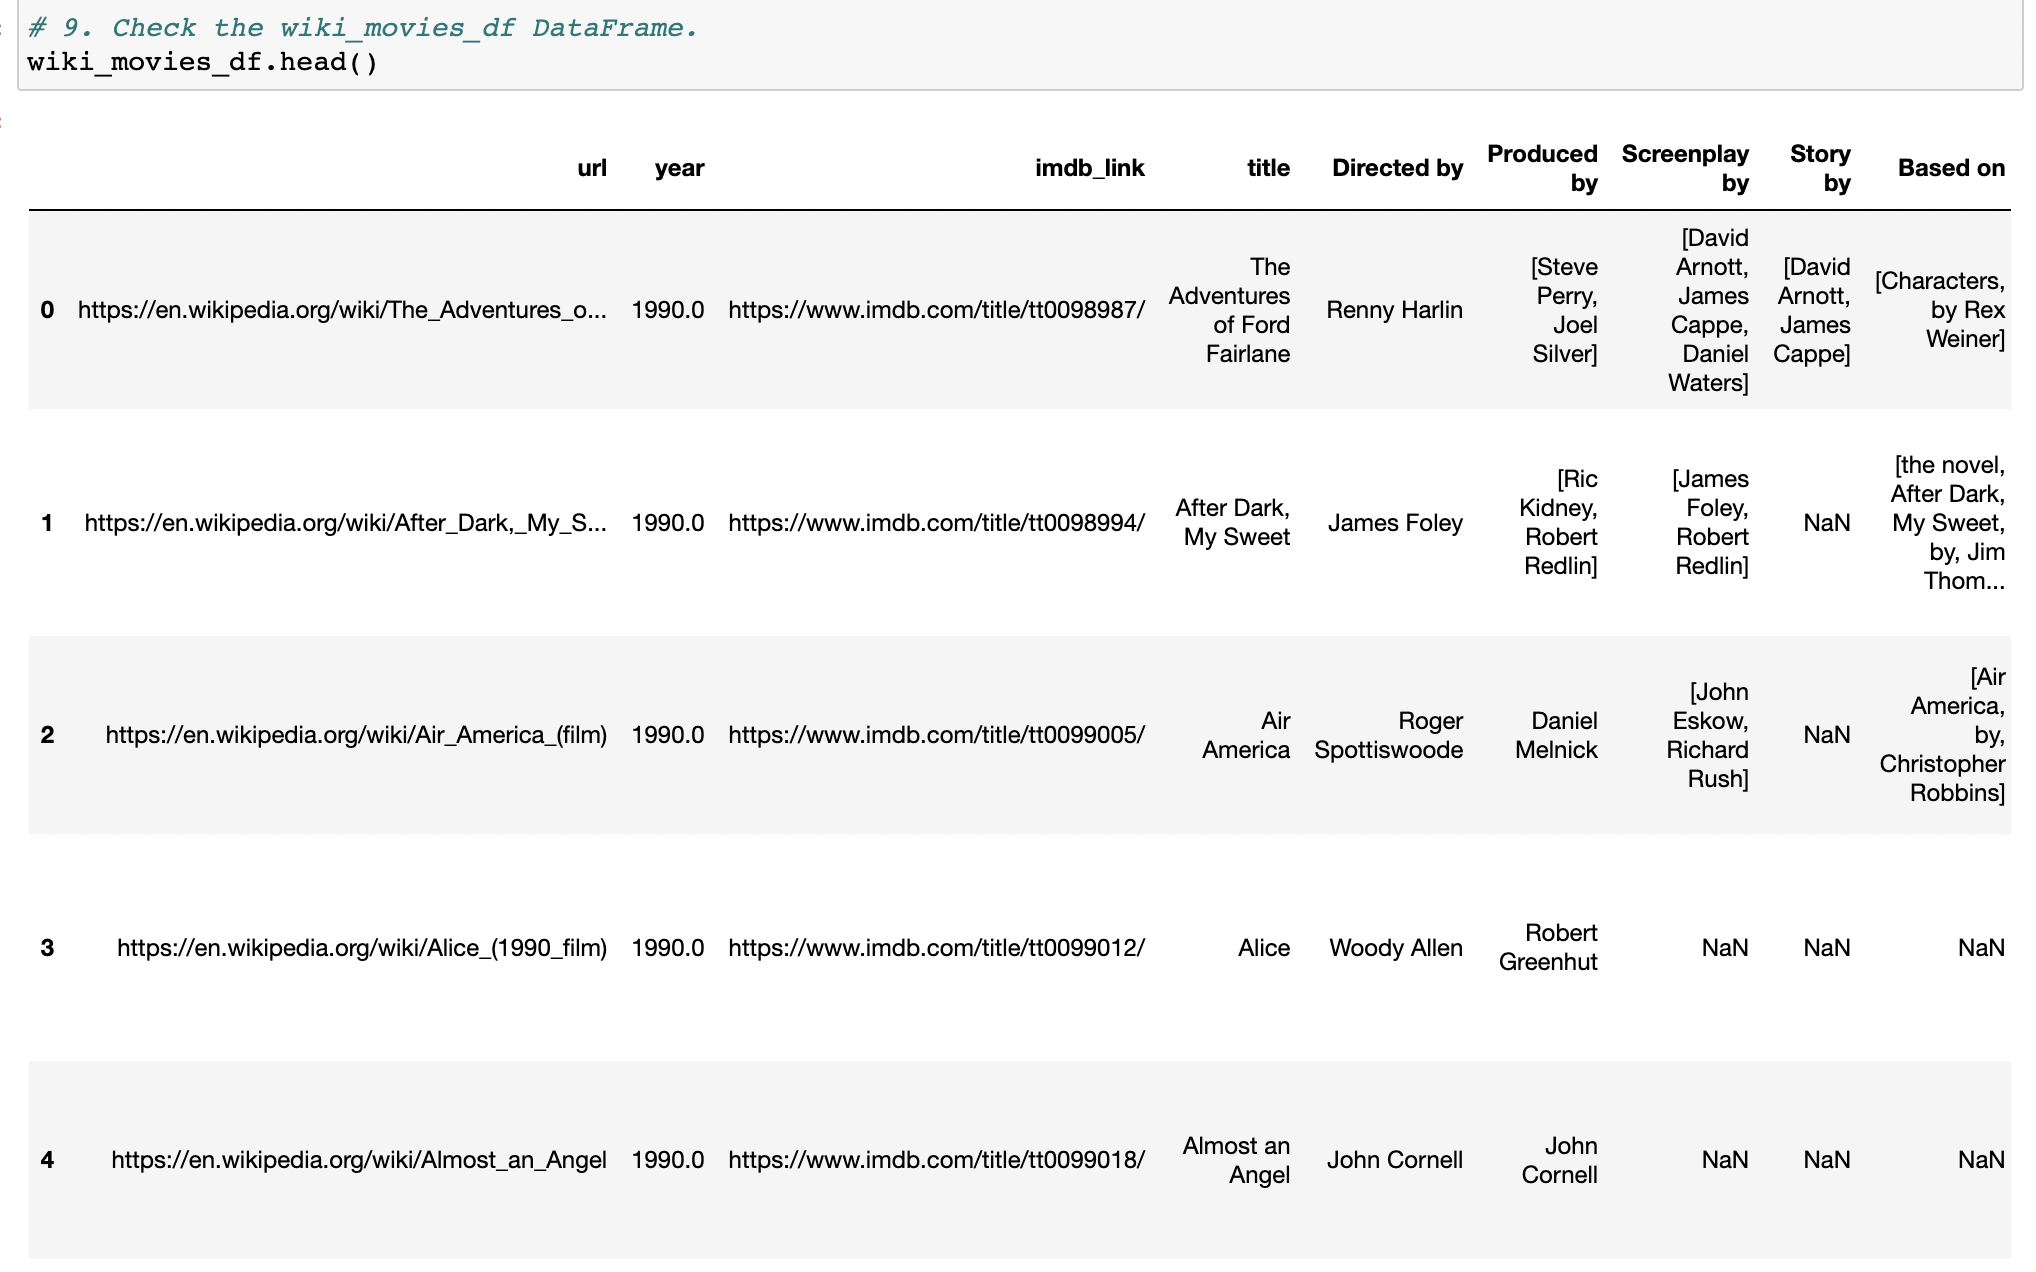 # 9. Check the wiki_movies_df DataFrame.
wiki_movies_df.head()
url year imdb_link title Directed by Produced by Screenplay by Story by Based on
0 https://en.wikipedia.org/wiki/The_Adventures_o... 1990.0 https://www.imdb.com/title/tt0098987/ The Adventures of Ford Fairlane Renny Harlin [Steve Perry, Joel Silver] [David Arnott, James Cappe, Daniel Waters] [David Arnott, James Cappe] [Characters, by Rex Weiner]
1 https://en.wikipedia.org/wiki/After_Dark,_My_S... 1990.0 https://www.imdb.com/title/tt0098994/ After Dark, My Sweet James Foley [Ric Kidney, Robert Redlin] [James Foley, Robert Redlin] NaN [the novel, After Dark, My Sweet, by, Jim Thom...
2 https://en.wikipedia.org/wiki/Air_America_(film) 1990.0 https://www.imdb.com/title/tt0099005/ Air America Roger Spottiswoode Daniel Melnick [John Eskow, Richard Rush] NaN [Air America, by, Christopher Robbins]
3 https://en.wikipedia.org/wiki/Alice_(1990_film) 1990.0 https://www.imdb.com/title/tt0099012/ Alice Woody Allen Robert Greenhut NaN NaN NaN
4 https://en.wikipedia.org/wiki/Almost_an_Angel 1990.0 https://www.imdb.com/title/tt0099018/ Almost an Angel John Cornell John Cornell NaN NaN NaN